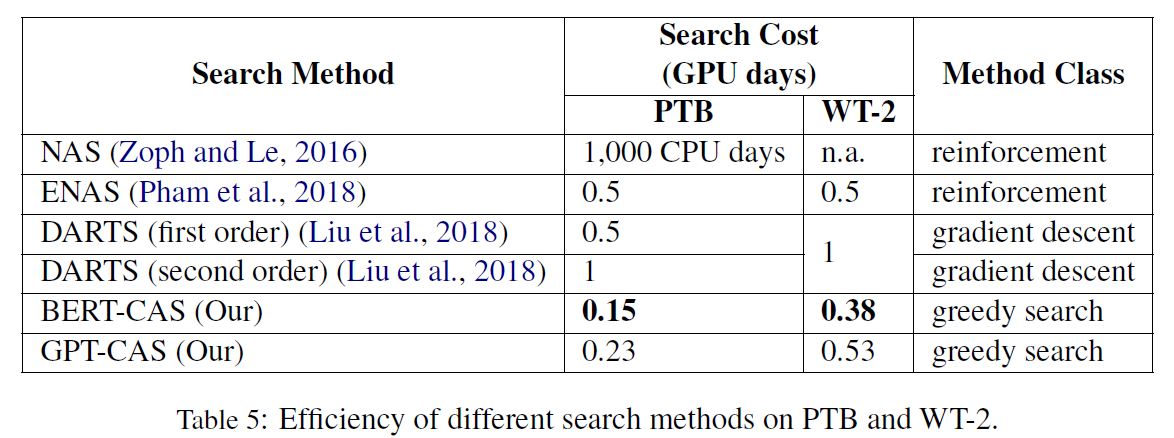 Search Method Search Cost (GPU days) Method Class
PTB WT-2
NAS (Zoph and Le, 2016) 1,000 CPU days n.a. reinforcement
ENAS (Pham et al., 2018) 0.5 0.5 reinforcement
DARTS (first order) (Liu et al., 2018) 0.5 1 gradient descent
DARTS (second order) (Liu et al., 2018) 1 gradient descent
BERT-CAS (Our) 0.15 0.38 greedy search
GPT-CAS (Our) 0.23 0.53 greedy search
Table 5: Efficiency of different search methods on PTB and WT-2.